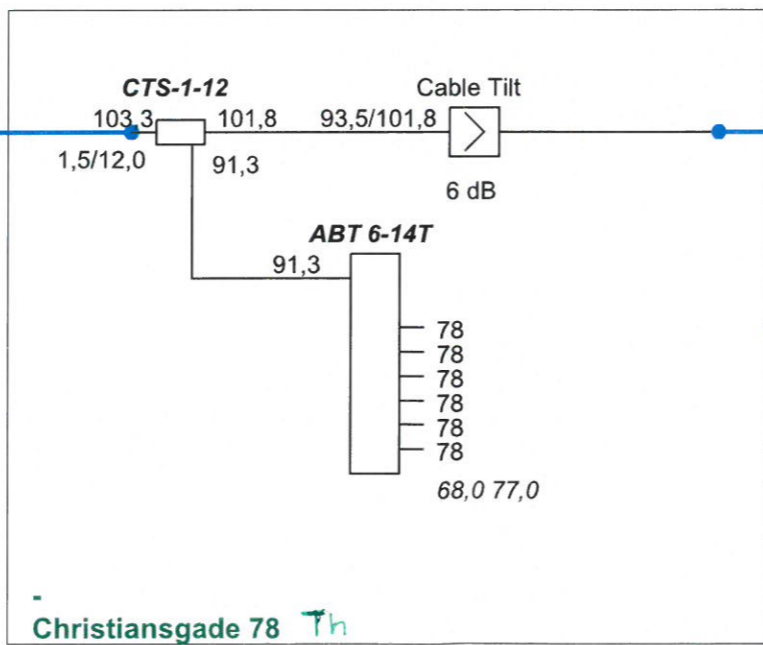 CTS-1-12
Cable Tilt
103,3
101,8
93,5/101,8
1,5/12,0
91,3
6 dB
ABT 6-14T
91,3
78
78
78
78
78
78
68,0 77,0
-
Christiansgade 78 Th